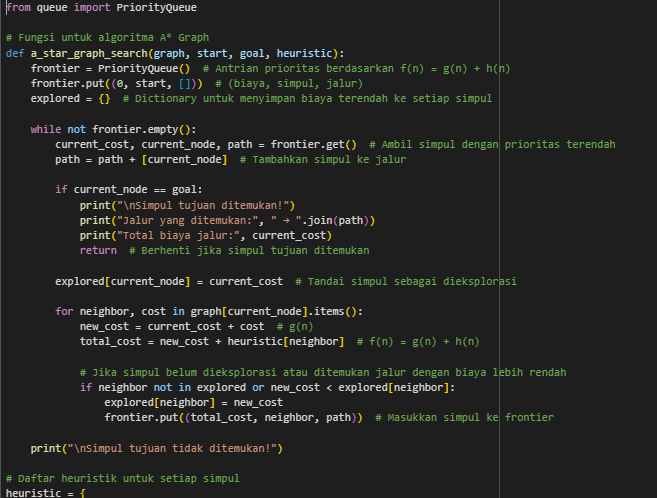 from queue import PriorityQueue
# Fungsi untuk algoritma A* Graph
def a_star_graph_search(graph, start, goal, heuristic):
    frontier = PriorityQueue()  # Antrian prioritas berdasarkan f(n) = g(n) + h(n)
    frontier.put((0, start, []))  # (biaya, simpul, jalur)
    explored = {}  # Dictionary untuk menyimpan biaya terendah ke setiap simpul
    while not frontier.empty():
        current_cost, current_node, path = frontier.get()  # Ambil simpul dengan prioritas terendah
        path = path + [current_node]  # Tambahkan simpul ke jalur
        if current_node == goal:
            print("\nSimpul tujuan ditemukan!")
            print("Jalur yang ditemukan:", " → ".join(path))
            print("Total biaya jalur:", current_cost)
            return  # Berhenti jika simpul tujuan ditemukan
        explored[current_node] = current_cost  # Tandai simpul sebagai dieksplorasi
        for neighbor, cost in graph[current_node].items():
            new_cost = current_cost + cost  # g(n)
            total_cost = new_cost + heuristic[neighbor]  # f(n) = g(n) + h(n)
            # Jika simpul belum dieksplorasi atau ditemukan jalur dengan biaya lebih rendah
            if neighbor not in explored or new_cost < explored[neighbor]:
                explored[neighbor] = new_cost
                frontier.put((total_cost, neighbor, path))  # Masukkan simpul ke frontier
    print("\nSimpul tujuan tidak ditemukan!")
# Daftar heuristik untuk setiap simpul
heuristic = {